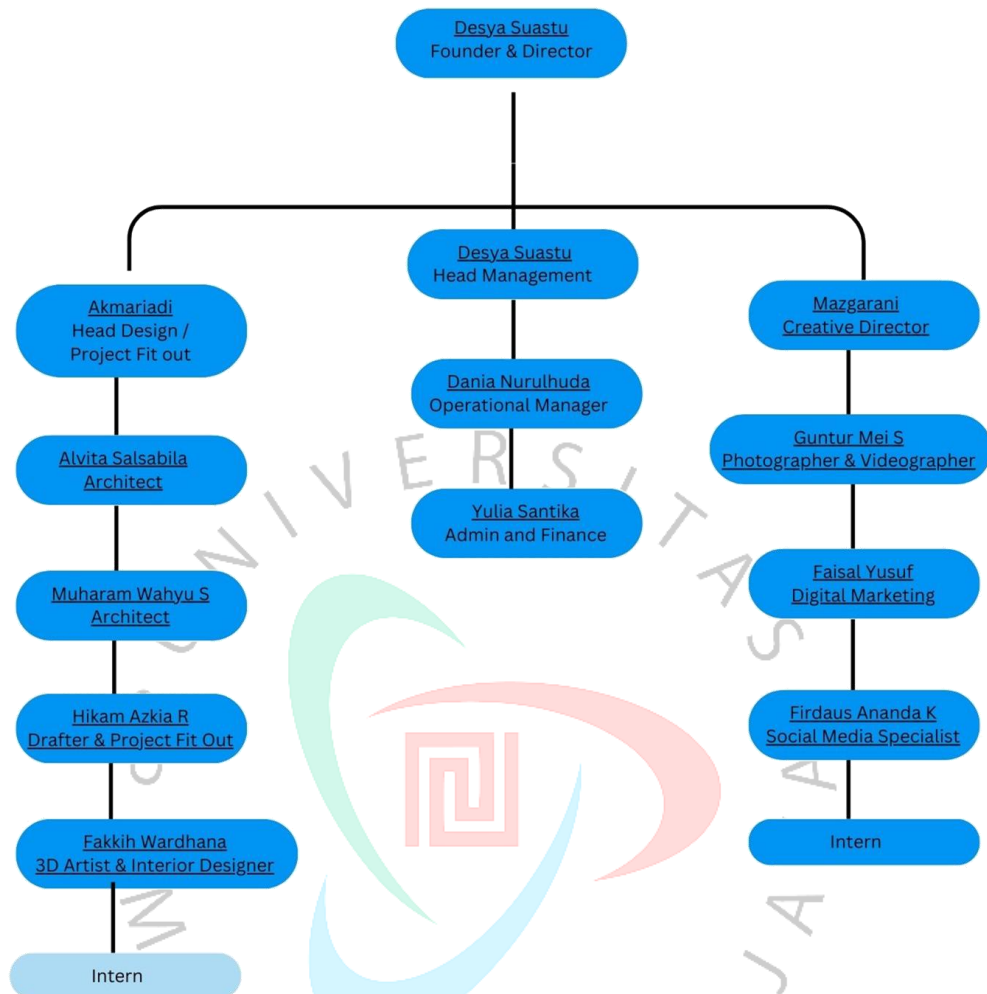 Desya Suastu
Founder & Director
Desya Suastu
Head Management
Akmariadi
Head Design /
Project Fit out
Mazgarani
Creative Director
Dania Nurulhuda
Operational Manager
Alvita Salsabila
Architect
Guntur Mei S
Photographer & Videographer
Yulia Santika
Admin and Finance
Muharam Wahyu S
Architect
Faisal Yusuf
Digital Marketing
Hikam Azkia R
Drafter & Project Fit Out
Firdaus Ananda K
Social Media Specialist
Fakkih Wardhana
3D Artist & Interior Designer
Intern
Intern
UNIVERSITAS